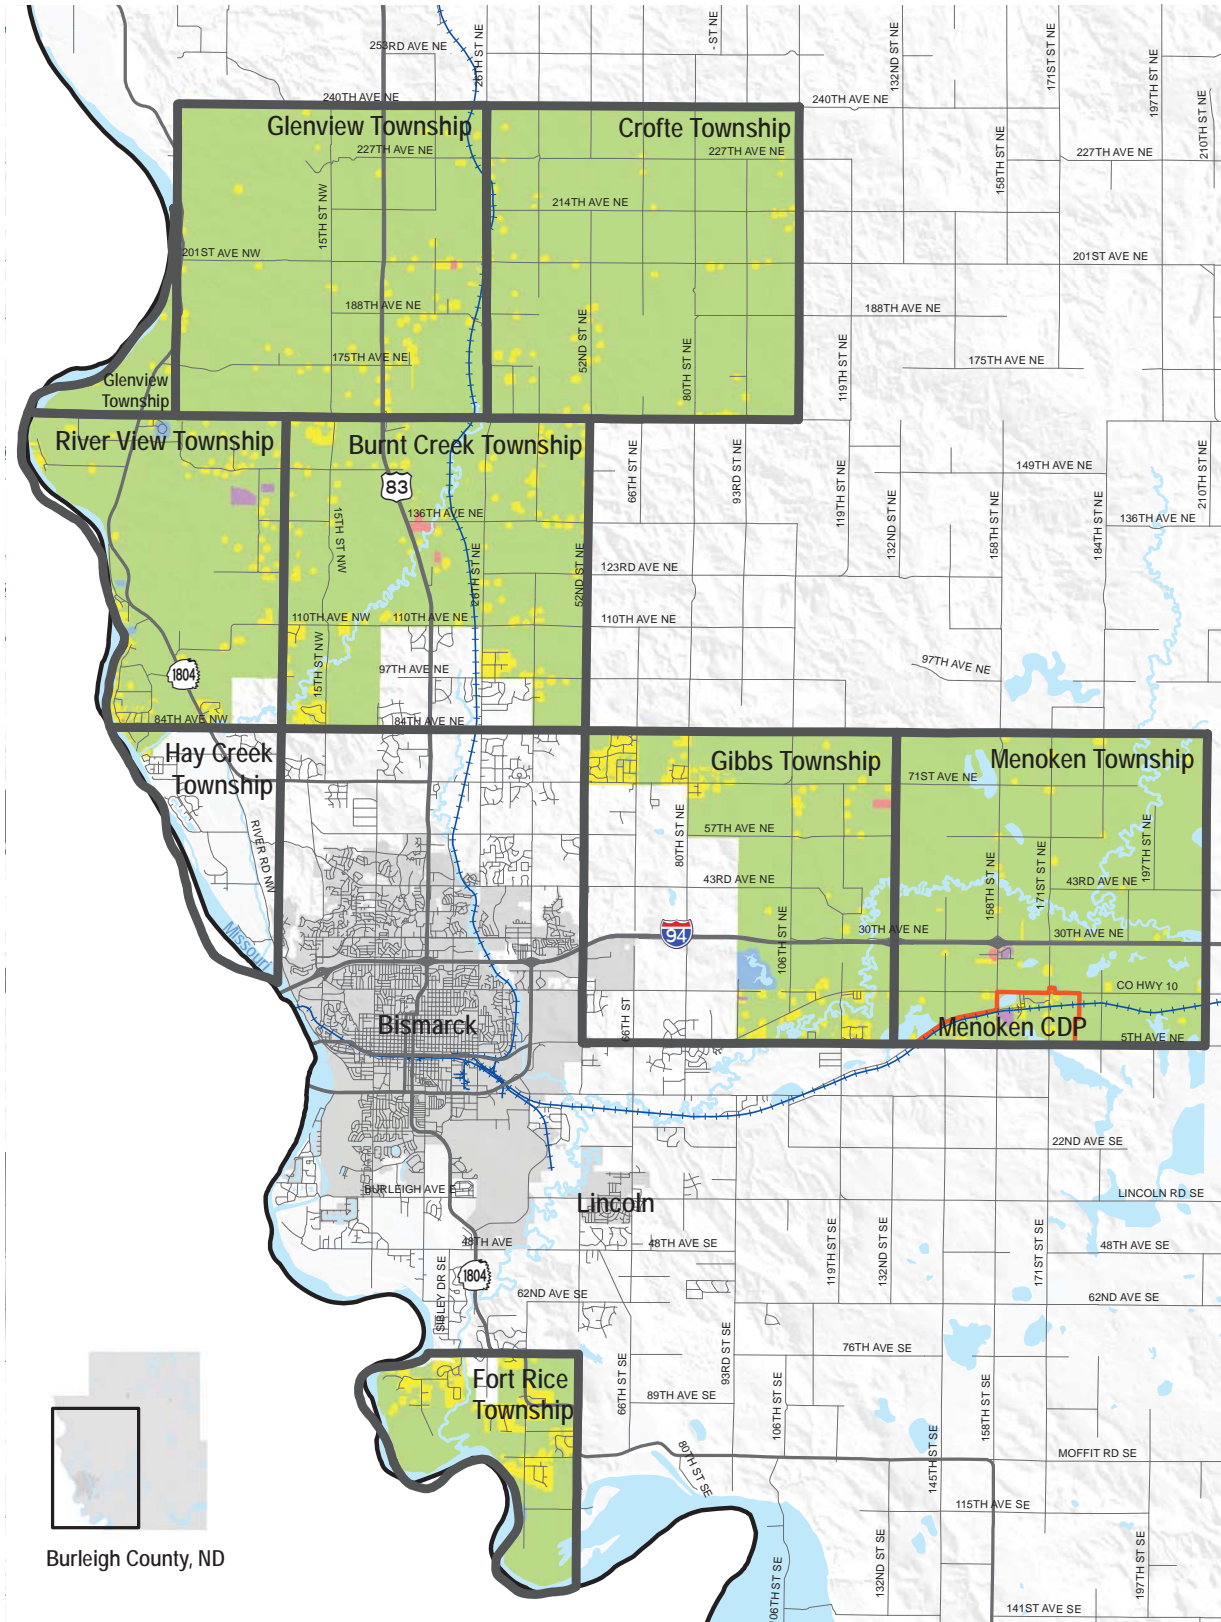 253RD AVE NE
26TH ST NE
- ST NE
132ND ST NE
171ST ST NE
197TH ST NE
210TH ST NE
240TH AVE NE
240TH AVE NE
Glenview Township
Crofte Township
227TH AVE NE
227TH AVE NE
227TH AVE NE
158TH ST NE
15TH ST NW
214TH AVE NE
201ST AVE NW
201ST AVE NE
188TH AVE NE
188TH AVE NE
52ND ST NE
80TH ST NE
119TH ST NE
175TH AVE NE
175TH AVE NE
Glenview
Township
River View Township
Burnt Creek Township
83
66TH ST NE
93RD ST NE
119TH ST NE
132ND ST NE
149TH AVE NE
158TH ST NE
184TH ST NE
210TH ST NE
136TH AVE NE
136TH AVE NE
15TH ST NW
26TH ST NE
52ND ST NE
123RD AVE NE
110TH AVE NW
110TH AVE NE
110TH AVE NE
15TH ST NW
97TH AVE NE
97TH AVE NE
1804
84TH AVE NW
84TH AVE NE
Hay Creek
Township
Gibbs Township
Menoken Township
71ST AVE NE
RIVER RD NW
80TH ST NE
57TH AVE NE
197TH ST NE
43RD AVE NE
43RD AVE NE
158TH ST NE
171ST ST NE
Missouri
94
106TH ST NE
30TH AVE NE
30TH AVE NE
CO HWY 10
66TH ST
Bismarck
Menoken CDP
5TH AVE NE
22ND AVE SE
BURLEIGH AVE E
Lincoln
LINCOLN RD SE
48TH AVE
48TH AVE SE
119TH ST SE
132ND ST SE
171ST ST SE
48TH AVE SE
SIBLEY DR SE
1804
62ND AVE SE
62ND AVE SE
76TH AVE SE
Fort Rice
Township
66TH ST SE
89TH AVE SE
93RD ST SE
106TH ST SE
158TH ST SE
80TH ST SE
145TH ST SE
MOFFIT RD SE
115TH AVE SE
Burleigh County, ND
106TH ST SE
132ND ST SE
197TH ST SE
141ST AVE SE